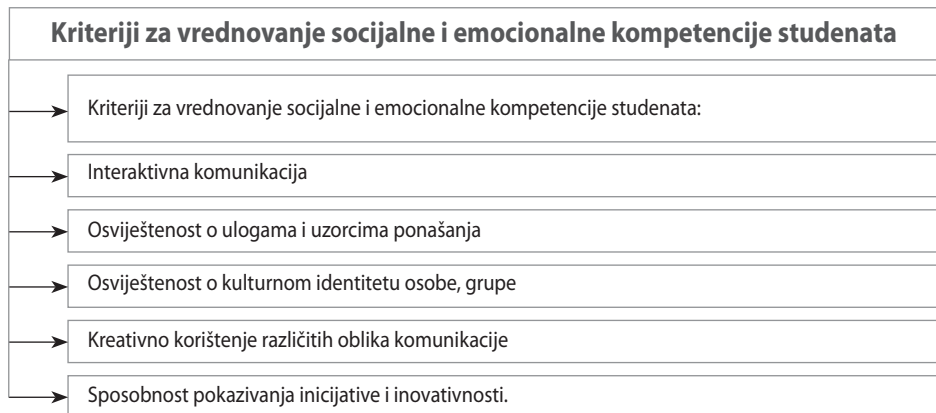 Kriteriji za vrednovanje socijalne i emocionalne kompetencije studenata
Kriteriji za vrednovanje socijalne i emocionalne kompetencije studenata:
Interaktivna komunikacija
Osviještenost o ulogama i uzorcima ponašanja
Osviještenost o kulturnom identitetu osobe, grupe
Kreativno korištenje različitih oblika komunikacije
Sposobnost pokazivanja inicijative i inovativnosti.